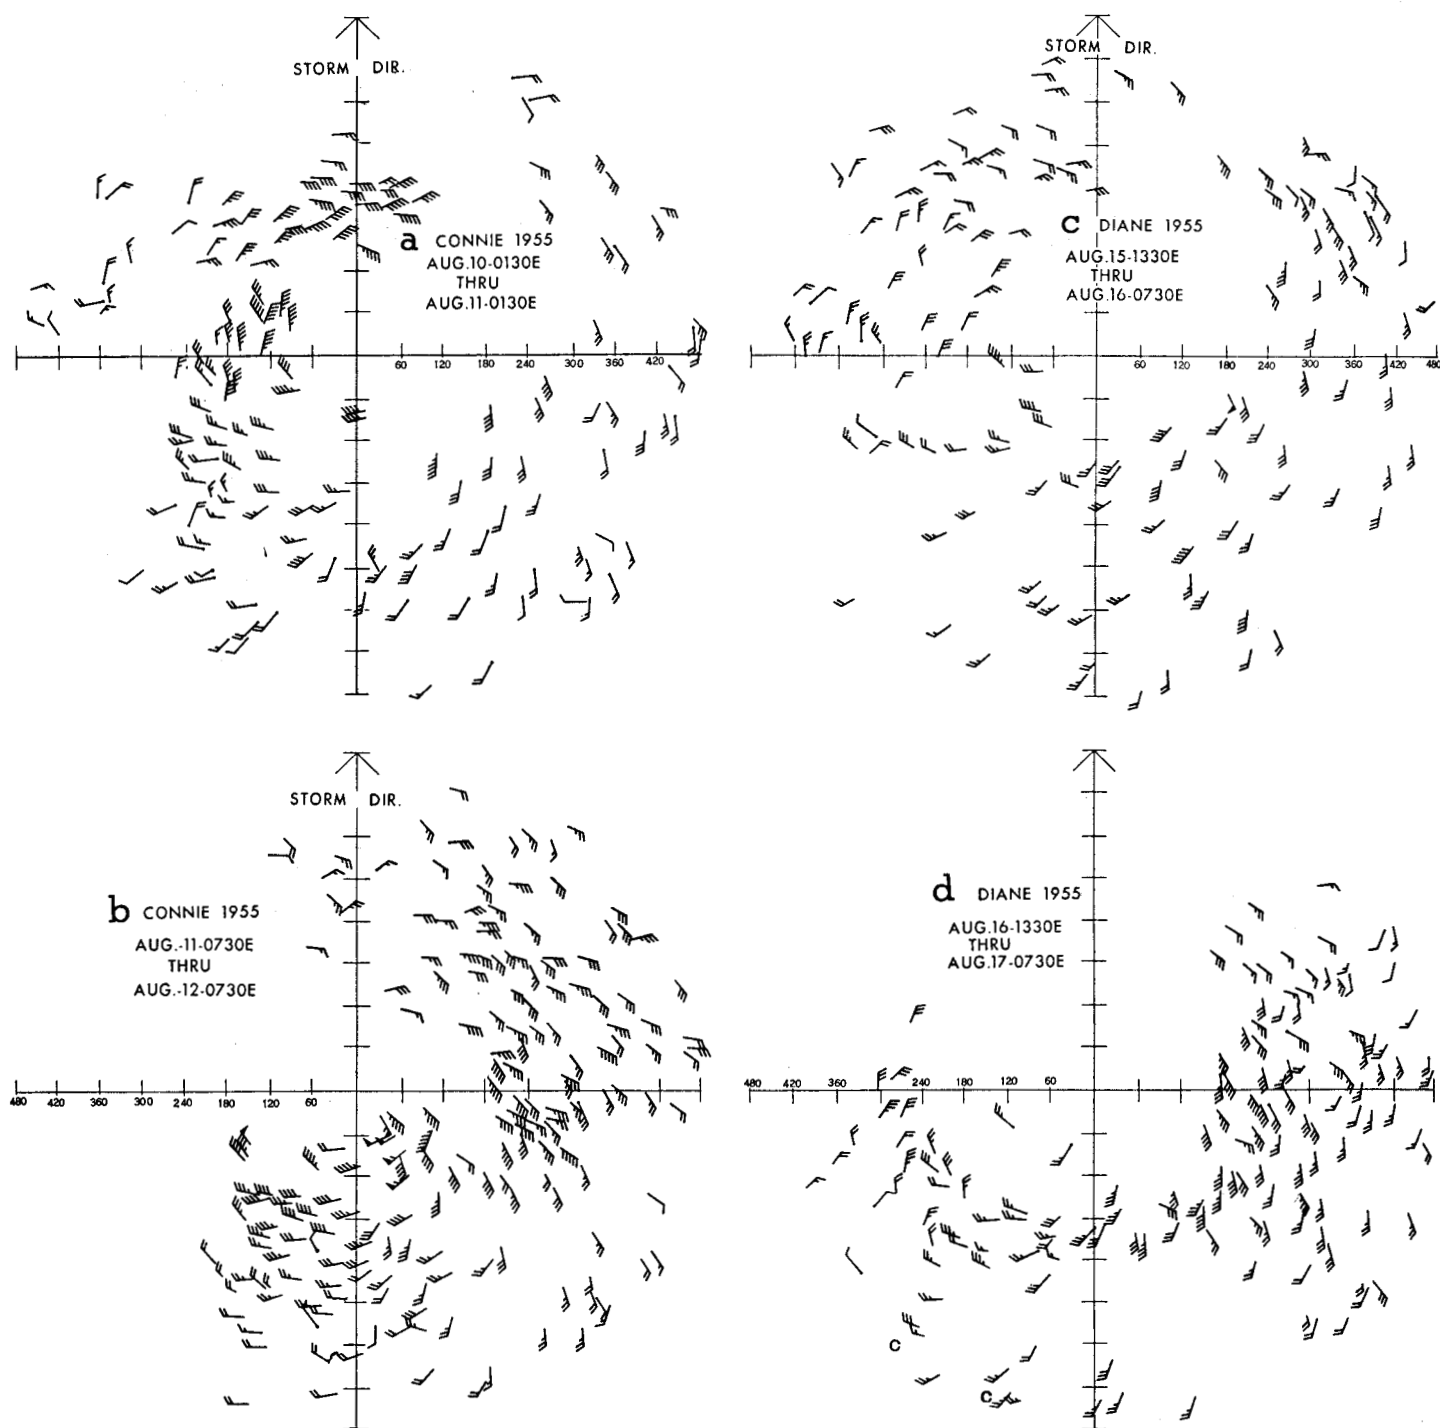 STORM DIR.
a CONNIE 1955
AUG.10-0130E
THRU
AUG.11-0130E
60 120 180 240 300 360 420
STORM DIR.
c DIANE 1955
AUG.15-1330E
THRU
AUG.16-0730E
60 120 180 240 300 360 420 480
STORM DIR.
b CONNIE 1955
AUG.-11-0730E
THRU
AUG.-12-0730E
480 420 360 300 240 180 120 60
d DIANE 1955
AUG.16-1330E
THRU
AUG.17-0730E
480 420 360 300 240 180 120 60
C
C